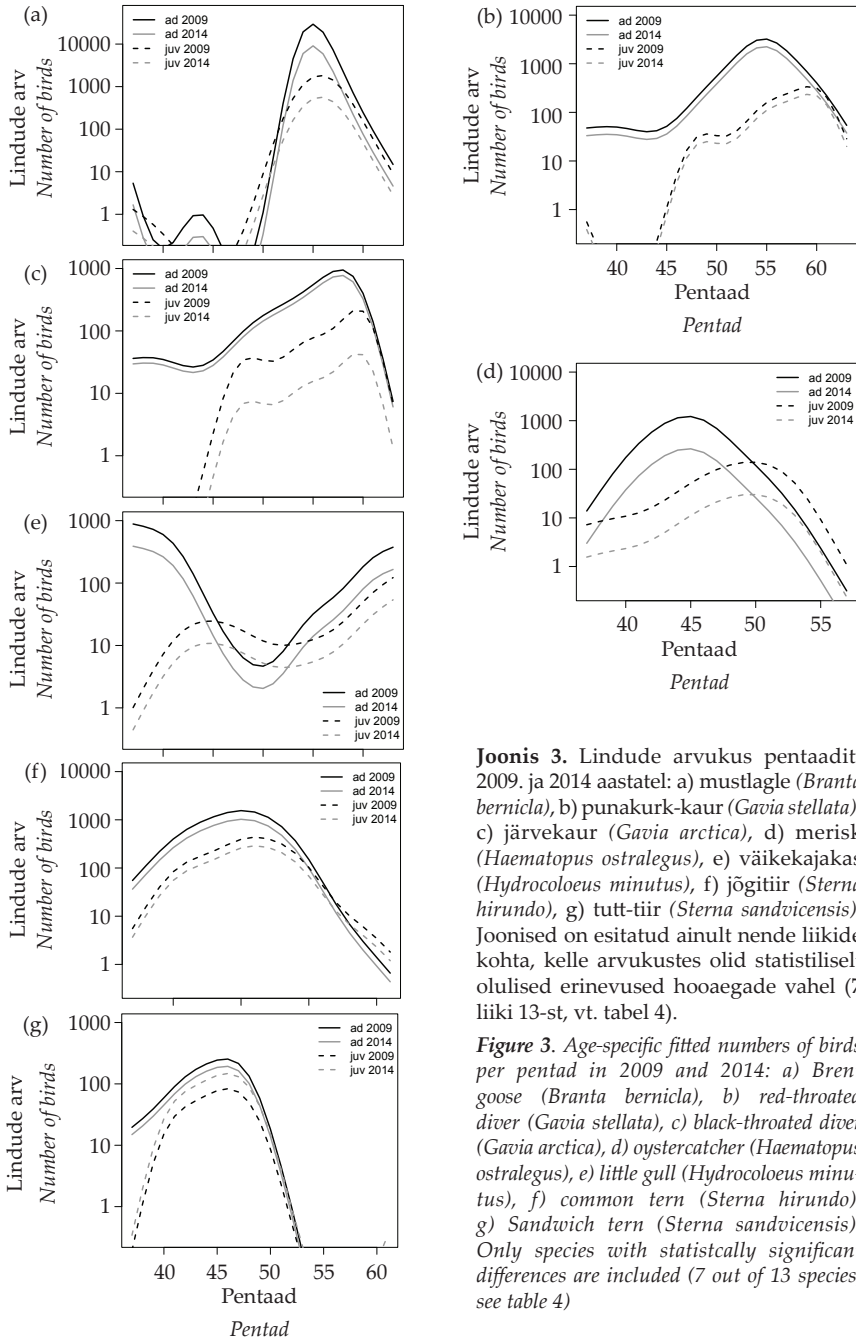 (a)
ad 2009
ad 2014
juv 2009
juv 2014
10000
1000
100
10
1
Lindude arv
Number of birds
(b)
10000
1000
100
10
1
ad 2009
ad 2014
juv 2009
juv 2014
Lindude arv
Number of birds
40 45 50 55 60
Pentaad
Pentad
(c)
1000
100
10
1
ad 2009
ad 2014
juv 2009
juv 2014
Lindude arv
Number of birds
(d)
10000
1000
100
10
1
ad 2009
ad 2014
juv 2009
juv 2014
Lindude arv
Number of birds
40 45 50 55
Pentaad
Pentad
(e)
1000
100
10
1
ad 2009
ad 2014
juv 2009
juv 2014
Lindude arv
Number of birds
(f)
10000
1000
100
10
1
ad 2009
ad 2014
juv 2009
juv 2014
Lindude arv
Number of birds
(g)
1000
100
10
1
ad 2009
ad 2014
juv 2009
juv 2014
Lindude arv
Number of birds
40 45 50 55 60
Pentaad
Pentad
Joonis 3. Lindude arvukus pentaadit
2009. ja 2014 aastatel: a) mustlagle (Branta
bernicla), b) punakurk-kaur (Gavia stellata)
c) järvekaur (Gavia arctica), d) merisk
(Haematopus ostralegus), e) väikekajakas
(Hydrocoloeus minutus), f) jõgitiir (Sterna
hirundo), g) tutt-tiir (Sterna sandvicensis)
Joonised on esitatud ainult nende liikide
kohta, kelle arvukustes olid statistilisel
olulised erinevused hooaegade vahel (7
liiki 13-st, vt. tabel 4).
Figure 3. Age-specific fitted numbers of birds
per pentad in 2009 and 2014: a) Bren
goose (Branta bernicla), b) red-throated
diver (Gavia stellata), c) black-throated diver
(Gavia arctica), d) oystercatcher (Haematopus
ostralegus), e) little gull (Hydrocoloeus minu-
tus), f) common tern (Sterna hirundo)
g) Sandwich tern (Sterna sandvicensis)
Only species with statistcally significan
differences are included (7 out of 13 species
see table 4)